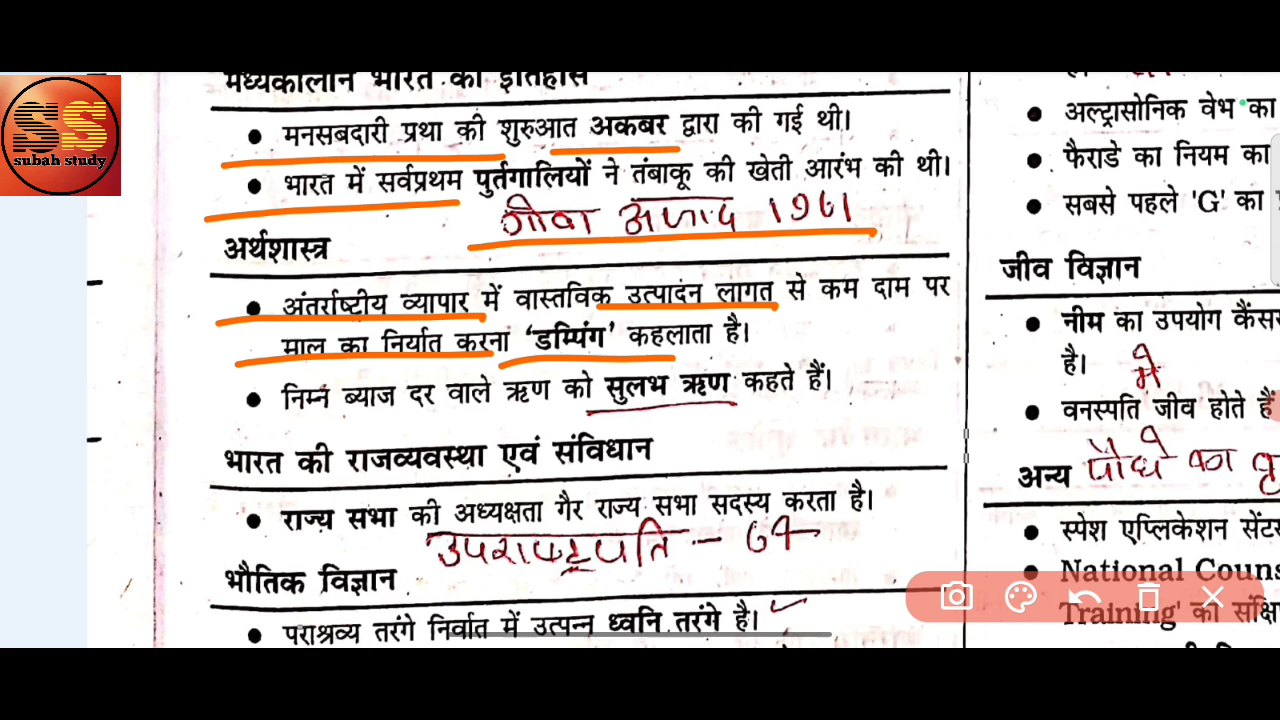 SS
subah study
मध्यकालीन भारत का इतिहास
• मनसबदारी प्रथा की शुरुआत अकबर द्वारा की गई थी।
• भारत में सर्वप्रथम पुर्तगालियों ने तंबाकू की खेती आरंभ की थी।
गोवा आजाद 1961
अर्थशास्त्र
• अंतर्राष्ट्रीय व्यापार में वास्तविक उत्पादन लागत से कम दाम पर
माल का निर्यात करना ‘डम्पिंग’ कहलाता है।
• निम्न ब्याज दर वाले ऋण को सुलभ ऋण कहते हैं।
भारत की राजव्यवस्था एवं संविधान
• राज्य सभा की अध्यक्षता गैर राज्य सभा सदस्य करता है।
उपराष्ट्रपति –
भौतिक विज्ञान
• पराश्रव्य तरंगे निर्वात में उत्पन्न ध्वनि तरंगे है।
• अल्ट्रासोनिक वेभ का
• फैराडे का नियम का
• सबसे पहले 'G' का
जीव विज्ञान
• नीम का उपयोग कैंसर
है।
में
• वनस्पति जीव होते हैं
अन्य पौधे का
• स्पेश एप्लिकेशन सेंटर
• National Couns
Training' का संक्षि